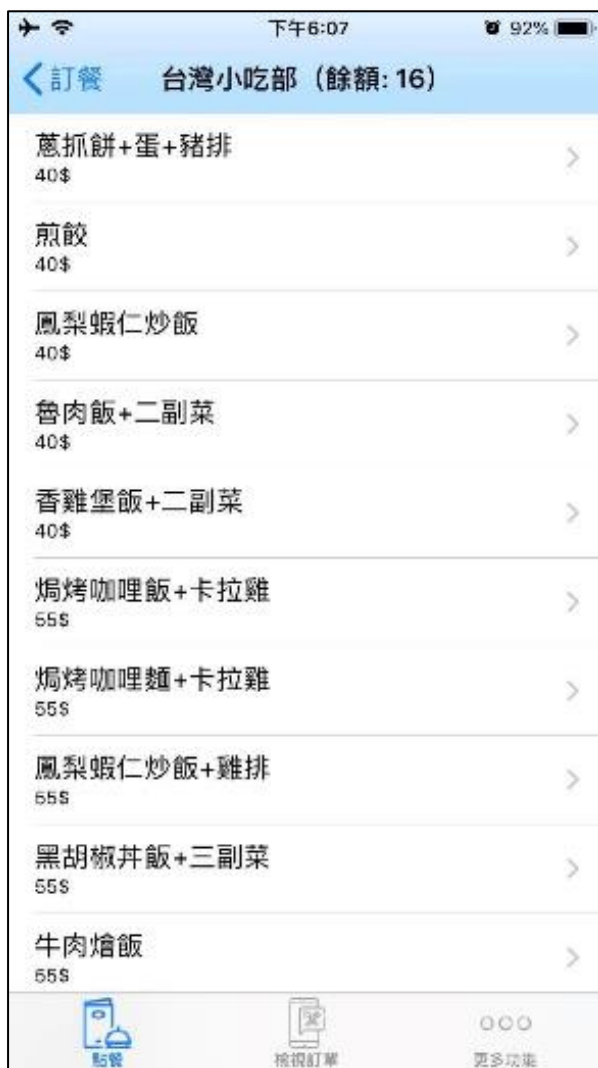 下午6:07
92%
訂餐
台灣小吃部（餘額: 16）
蔥抓餅+蛋+豬排
40$
煎餃
40$
鳳梨蝦仁炒飯
40$
魯肉飯+二副菜
40$
香雞堡飯+二副菜
40$
焗烤咖哩飯+卡拉雞
55$
焗烤咖哩麵+卡拉雞
55$
鳳梨蝦仁炒飯+雞排
55$
黑胡椒丼飯+三副菜
55$
牛肉燴飯
55$
點餐
檢視訂單
更多功能